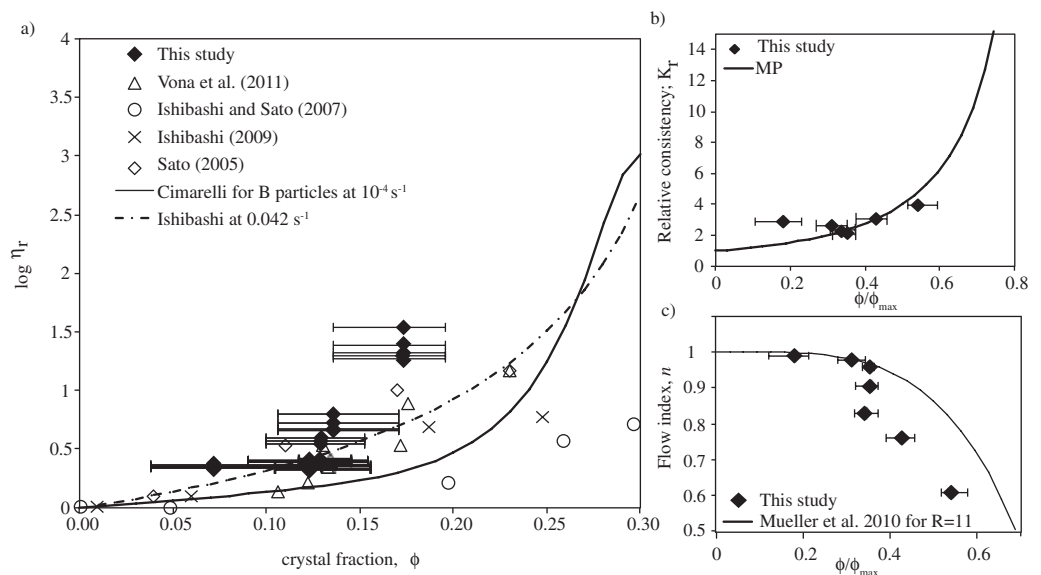 a)
4
3.5
3
2.5
2
1.5
1
0.5
0
0.00
0.05
0.10
0.15
0.20
0.25
0.30
log ηr
crystal fraction, ϕ
This study
Vona et al. (2011)
Ishibashi and Sato (2007)
Ishibashi (2009)
Sato (2005)
Cimarelli for B particles at 10⁻⁴ s⁻¹
Ishibashi at 0.042 s⁻¹
b)
14
12
10
8
6
4
2
0
0
0.2
0.4
0.6
0.8
Relative consistency; Kr
ϕ/ϕmax
This study
MP
c)
1
0.9
0.8
0.7
0.6
0.5
0
0.2
0.4
0.6
Flow index, n
ϕ/ϕmax
This study
Mueller et al. 2010 for R=11